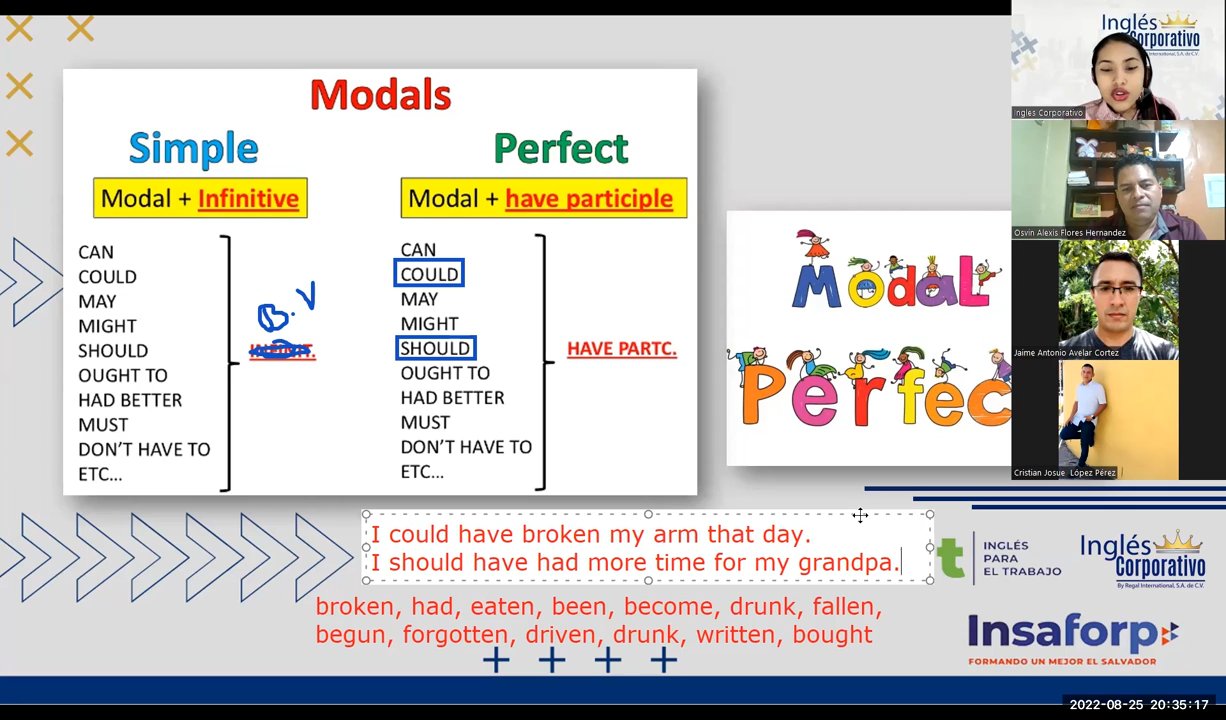 Modals
Simple
Perfect
Modal + Infinitive
Modal + have participle
CAN
COULD
MAY
MIGHT
SHOULD
OUGHT TO
HAD BETTER
MUST
DON'T HAVE TO
ETC...
B.V
CAN
COULD
MAY
MIGHT
SHOULD
OUGHT TO
HAD BETTER
MUST
DON'T HAVE TO
ETC...
HAVE PARTC.
Modal
Perfec
I could have broken my arm that day.
I should have had more time for my grandpa.
broken, had, eaten, been, become, drunk, fallen,
begun, forgotten, driven, drunk, written, bought
Inglés
Corporativo
Ingles Corporativo
Osvin Alexis Flores Hernandez
Jaime Antonio Avelar Cortez
Cristian Josue López Pérez
t
INGLÉS
PARA
EL TRABAJO
Inglés
Corporativo
By Regal International, S.A. de C.V.
Insaforp
FORMANDO UN MEJOR EL SALVADOR
2022-08-25 20:35:17